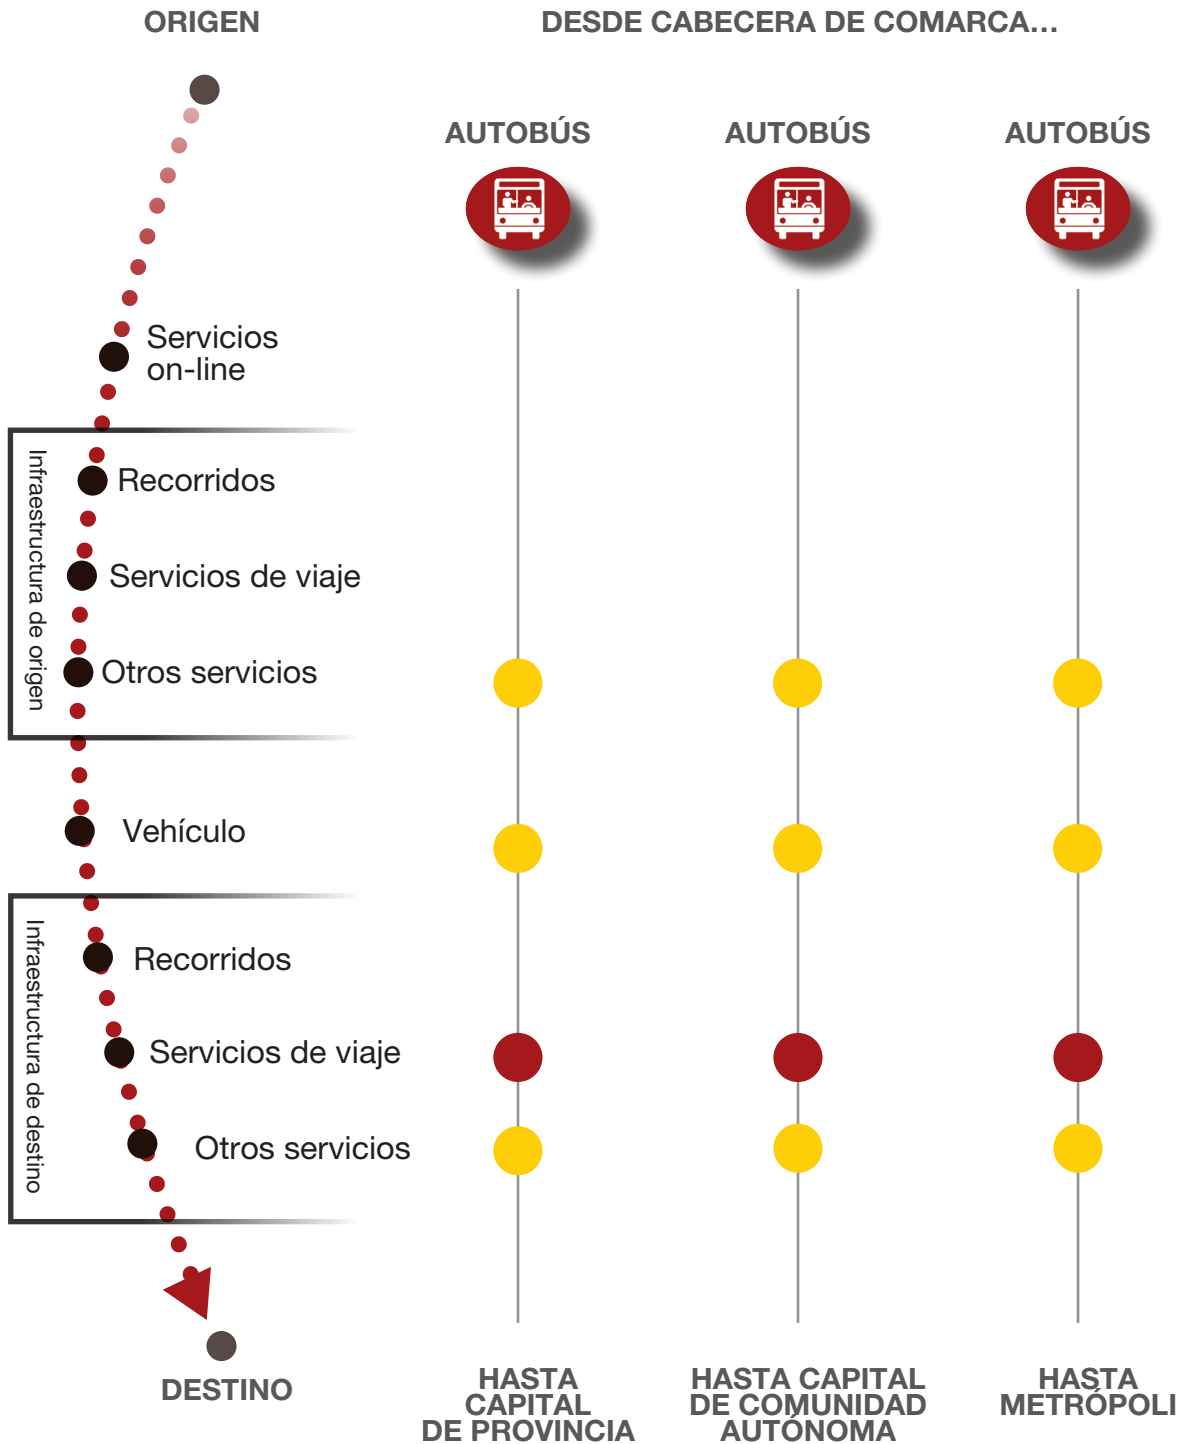 ORIGEN
DESDE CABECERA DE COMARCA...
AUTOBÚS
AUTOBÚS
AUTOBÚS
Servicios
on-line
Infraestructura de origen
Recorridos
Servicios de viaje
Otros servicios
Vehículo
Infraestructura de destino
Recorridos
Servicios de viaje
Otros servicios
DESTINO
HASTA
CAPITAL
DE PROVINCIA
HASTA CAPITAL
DE COMUNIDAD
AUTÓNOMA
HASTA
METRÓPOLI